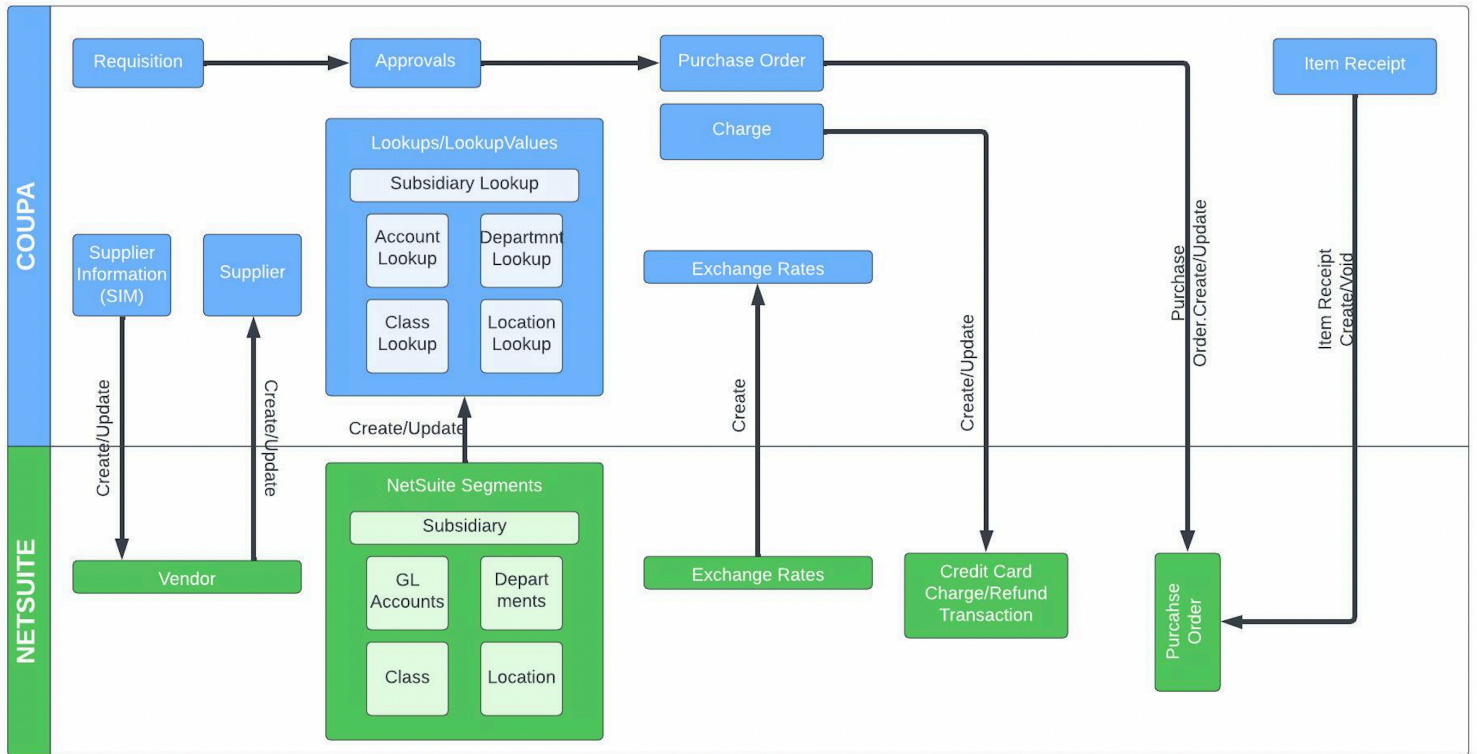 COUPA
Requisition
Approvals
Purchase Order
Item Receipt
Charge
Lookups/LookupValues
Subsidiary Lookup
Account
Lookup
Departmnt
Lookup
Class
Lookup
Location
Lookup
Supplier
Information
(SIM)
Supplier
Exchange Rates
Create/Update
Create/Update
Create/Update
Create
Create/Update
Purchase
Order.Create/Update
Item Receipt
Create/Void
NETSUITE
Vendor
NetSuite Segments
Subsidiary
GL
Accounts
Depart
ments
Class
Location
Exchange Rates
Credit Card
Charge/Refund
Transaction
Purcahse
Order